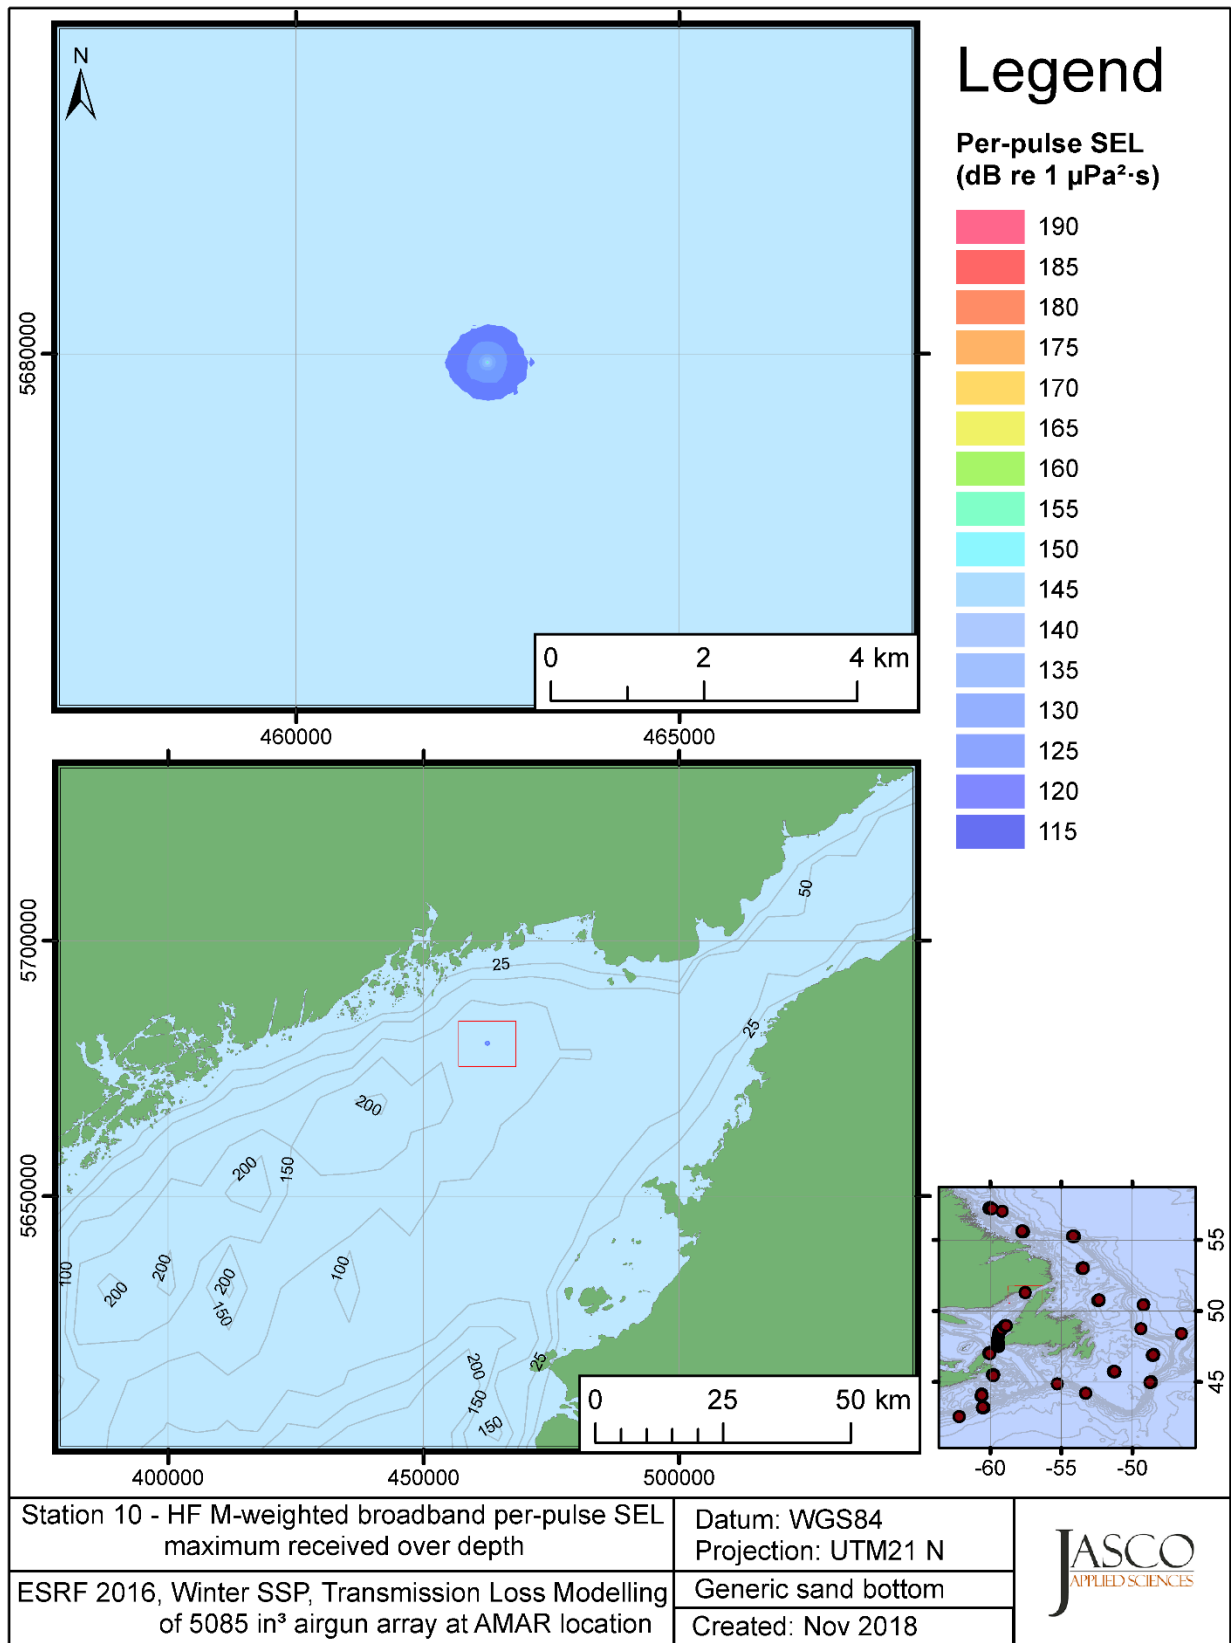 N
5680000
0 2 4 km
460000 465000
Legend
Per-pulse SEL
(dB re 1 µPa²·s)
190
185
180
175
170
165
160
155
150
145
140
135
130
125
120
115
5700000
5650000
50
25
25
200
200
150
100
200
200
200
150
100
200
150
150
25
0 25 50 km
400000 450000 500000
55
50
45
-60 -55 -50
Station 10 - HF M-weighted broadband per-pulse SEL
maximum received over depth
ESRF 2016, Winter SSP, Transmission Loss Modelling
of 5085 in³ airgun array at AMAR location
Datum: WGS84
Projection: UTM21 N
Generic sand bottom
Created: Nov 2018
JASCO
APPLIED SCIENCES